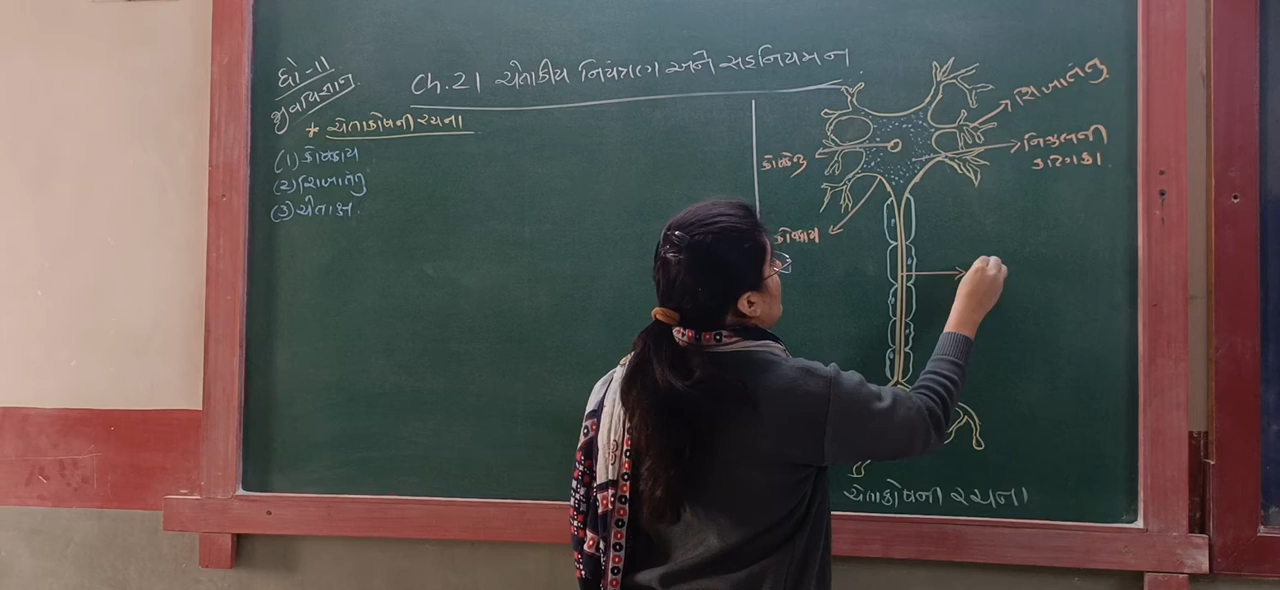 ધો-11
જીવવિજ્ઞાન
Ch.21 ચેતાકીય નિયંત્રણ અને સહનિયમન
* ચેતાકોષની રચના
(1) કોષકાય
(2) શિખાતંતુ
(3) ચેતાક્ષ.
શિખાતંતુ
કોષકેન્દ્ર
નિઝલની
કણિકા
કોષકાય
ચેતાકોષની રચના